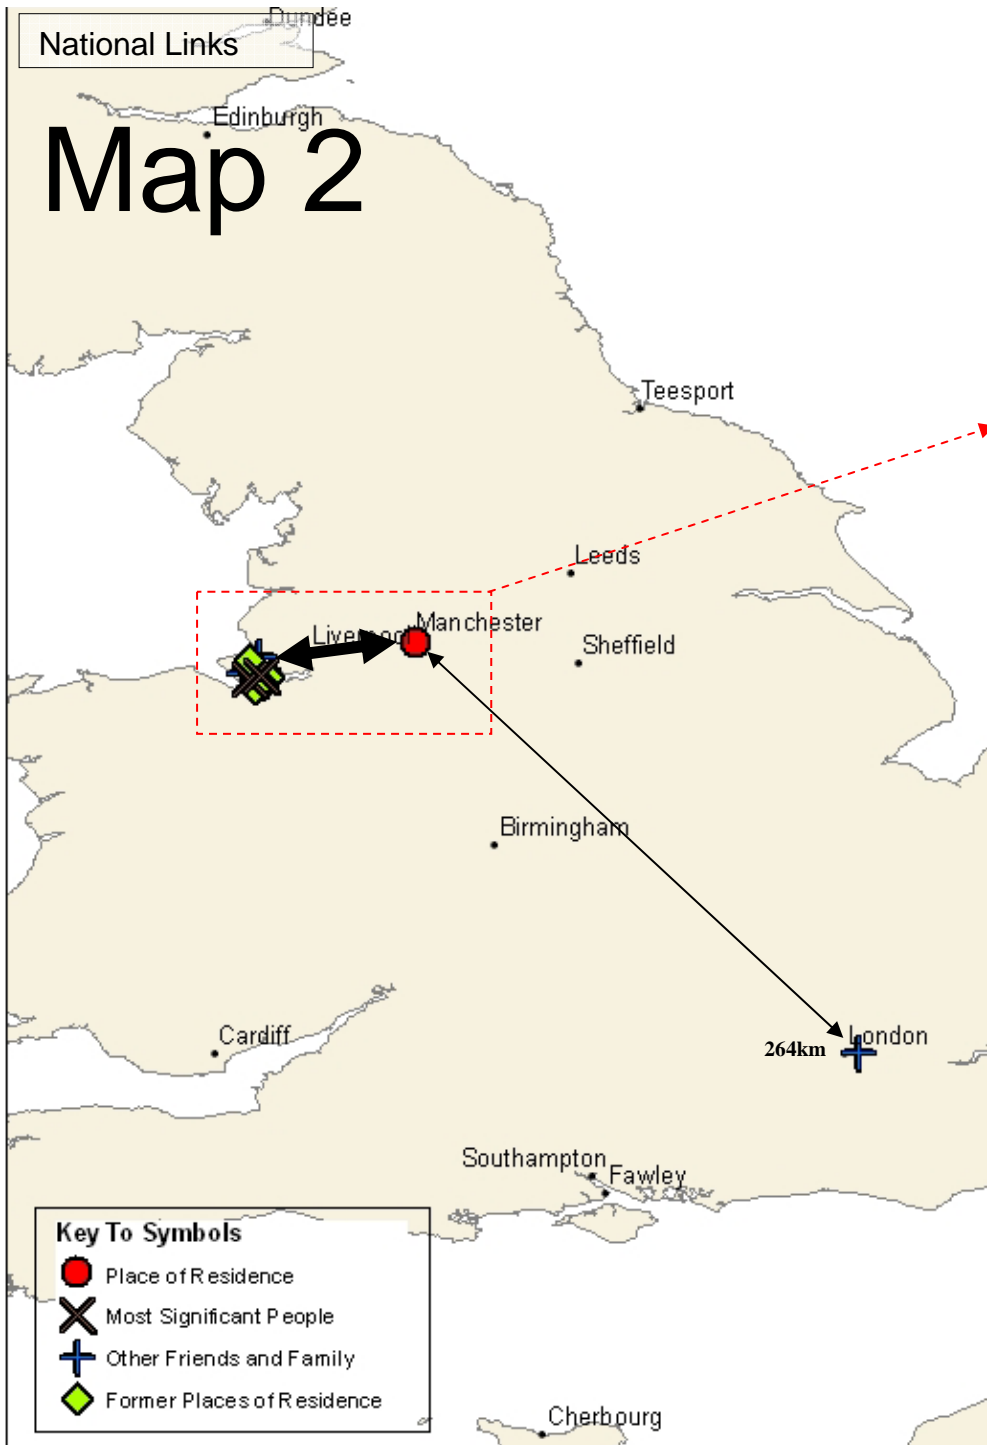 Dundee
National Links
Edinburgh
Map 2
Teesport
Leeds
Manchester
Liverpool
Sheffield
Birmingham
Cardiff
London
264km
Southampton
Fawley
Key To Symbols
Place of Residence
Most Significant People
Other Friends and Family
Former Places of Residence
Cherbourg